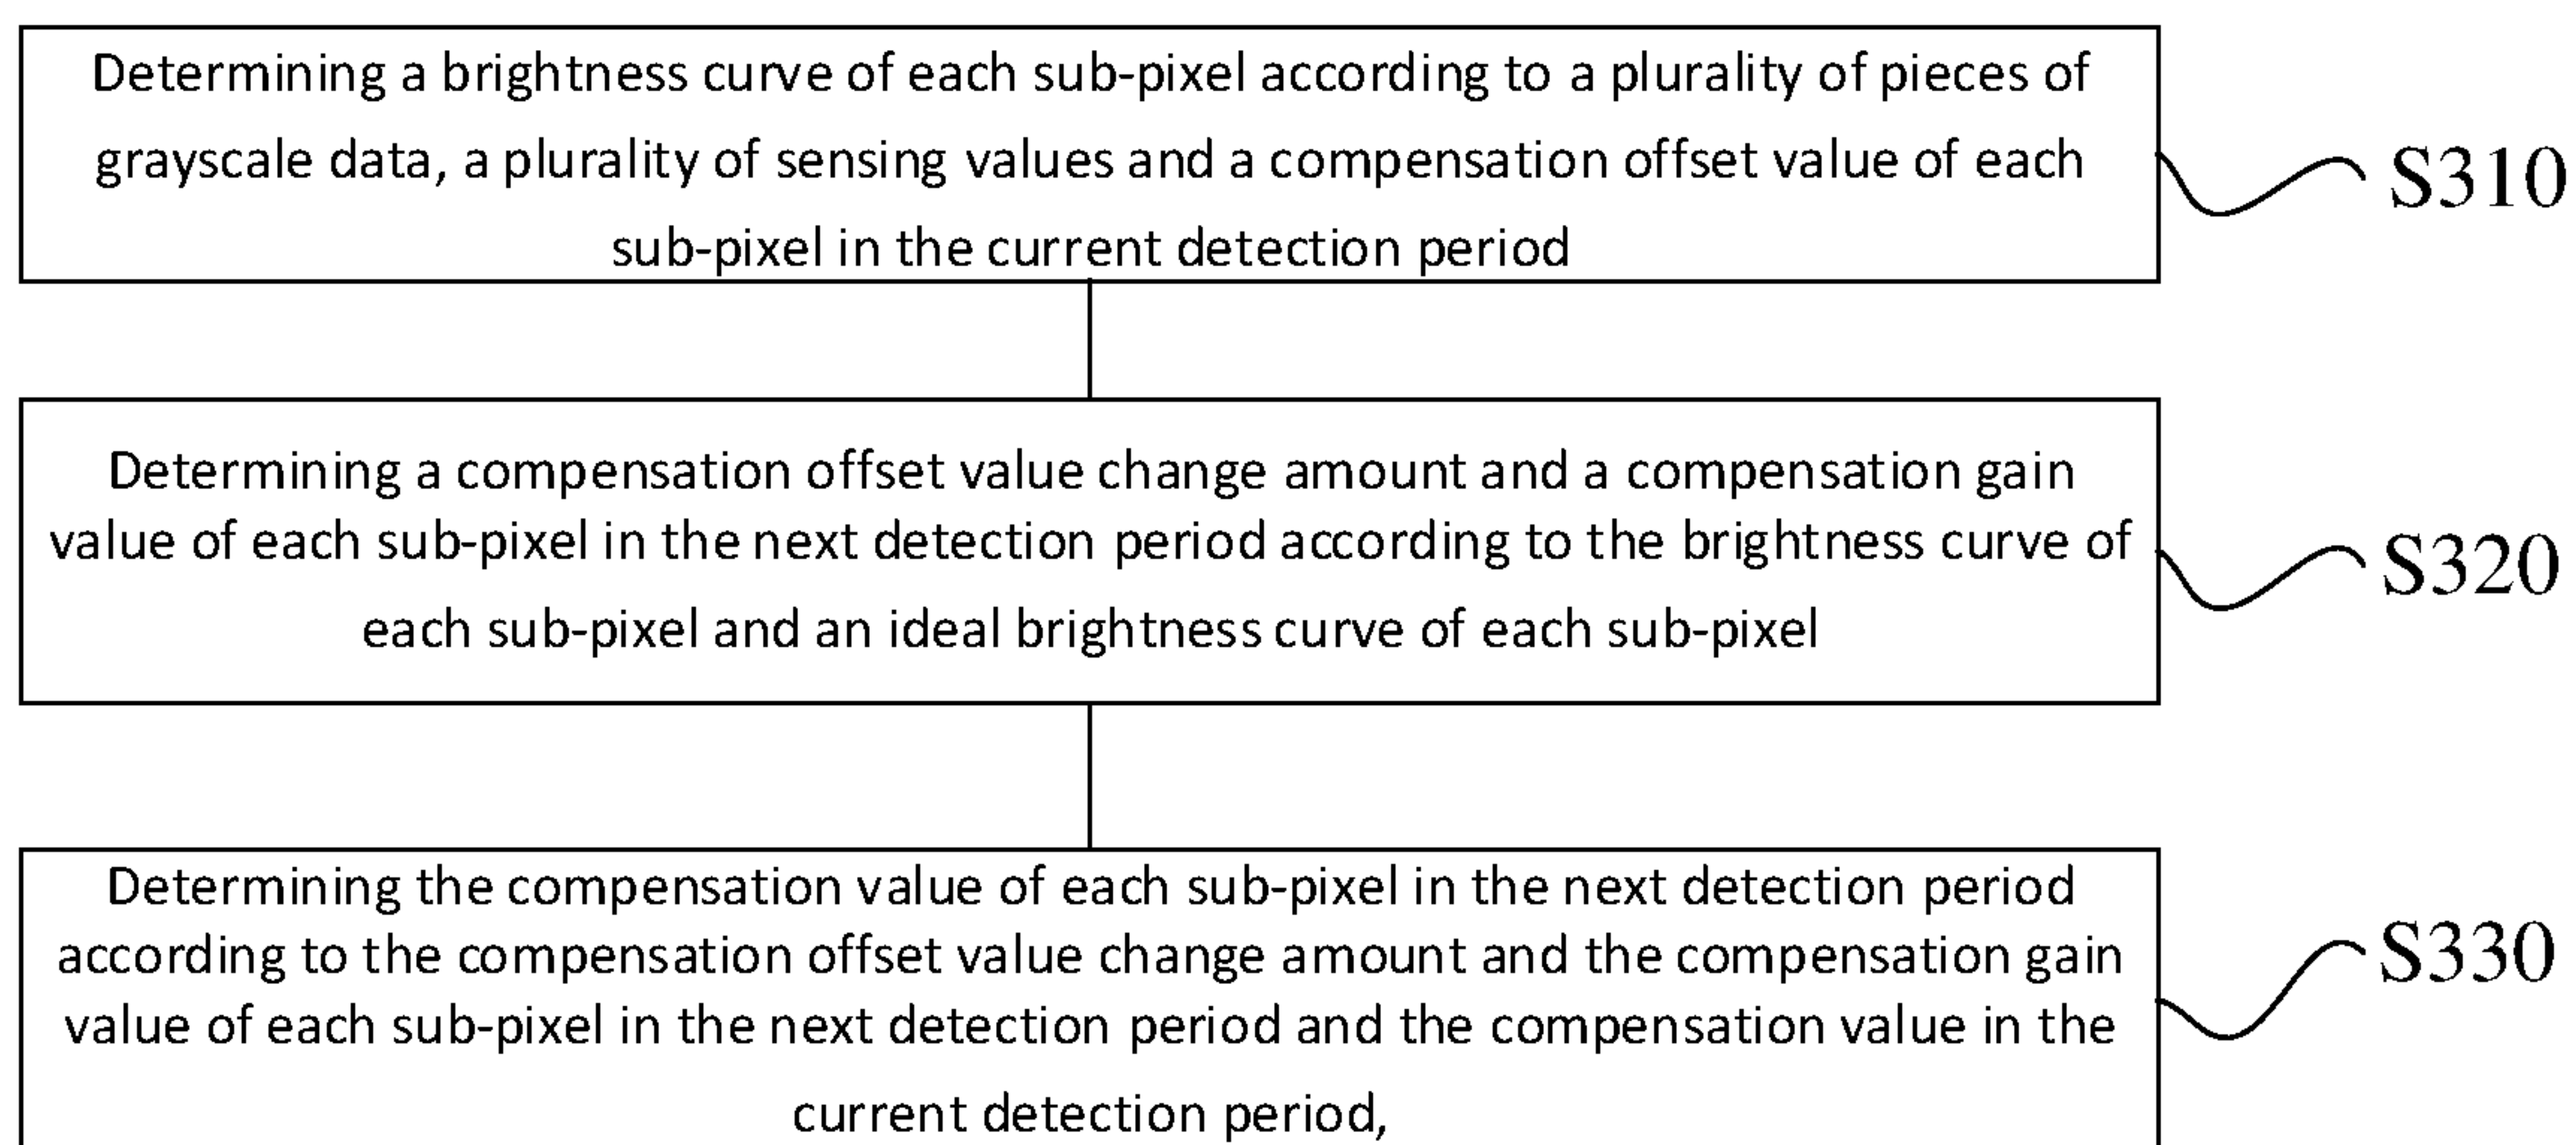 Determining a brightness curve of each sub-pixel according to a plurality of pieces of
grayscale data, a plurality of sensing values and a compensation offset value of each
sub-pixel in the current detection period
S310
Determining a compensation offset value change amount and a compensation gain
value of each sub-pixel in the next detection period according to the brightness curve of
each sub-pixel and an ideal brightness curve of each sub-pixel
S320
Determining the compensation value of each sub-pixel in the next detection period
according to the compensation offset value change amount and the compensation gain
value of each sub-pixel in the next detection period and the compensation value in the
current detection period,
S330